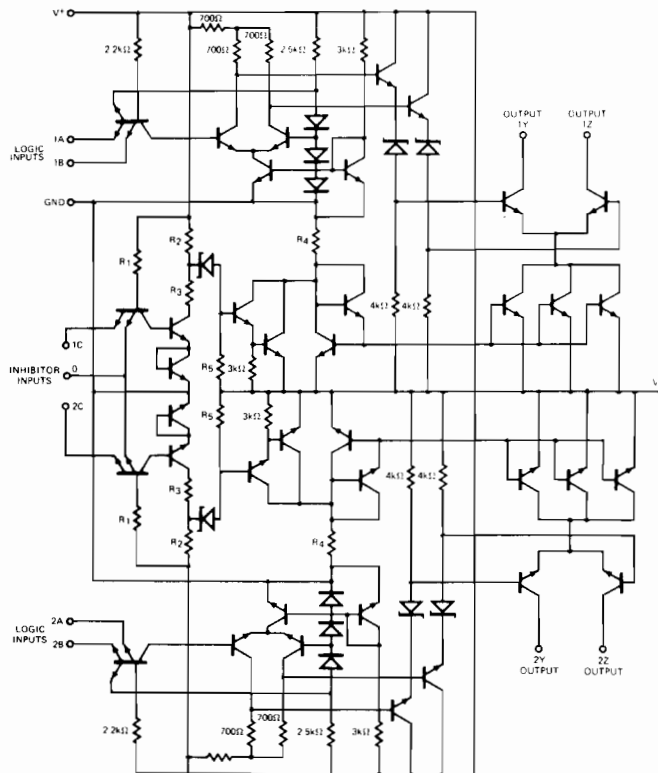 V+
700Ω
2.2kΩ
700Ω
700Ω
2.5kΩ
3kΩ
OUTPUT
1Y
OUTPUT
1Z
1A
LOGIC
INPUTS
1B
GND
R2
R4
R1
R3
4kΩ
4kΩ
1C
R5
3kΩ
INHIBITOR
INPUTS
0
V
2C
R5
3kΩ
4kΩ
4kΩ
R3
R1
R2
R4
2A
LOGIC
INPUTS
2B
2Y
OUTPUT
2Z
OUTPUT
2.2kΩ
700Ω
700Ω
2.5kΩ
3kΩ